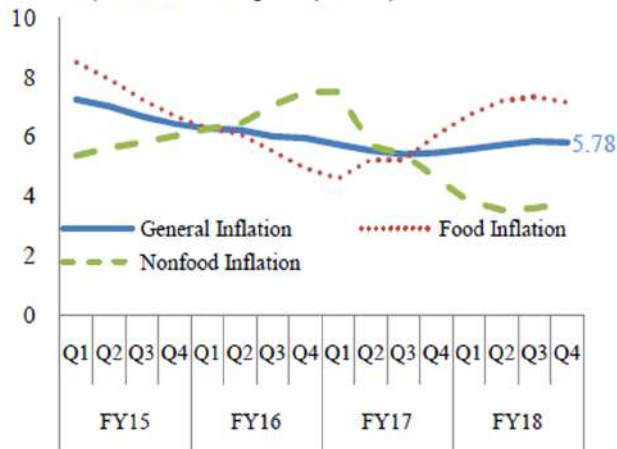 10
8
6
4
2
0
5.78
General Inflation
Food Inflation
Nonfood Inflation
Q1 Q2 Q3 Q4 Q1 Q2 Q3 Q4 Q1 Q2 Q3 Q4 Q1 Q2 Q3 Q4
FY15 FY16 FY17 FY18